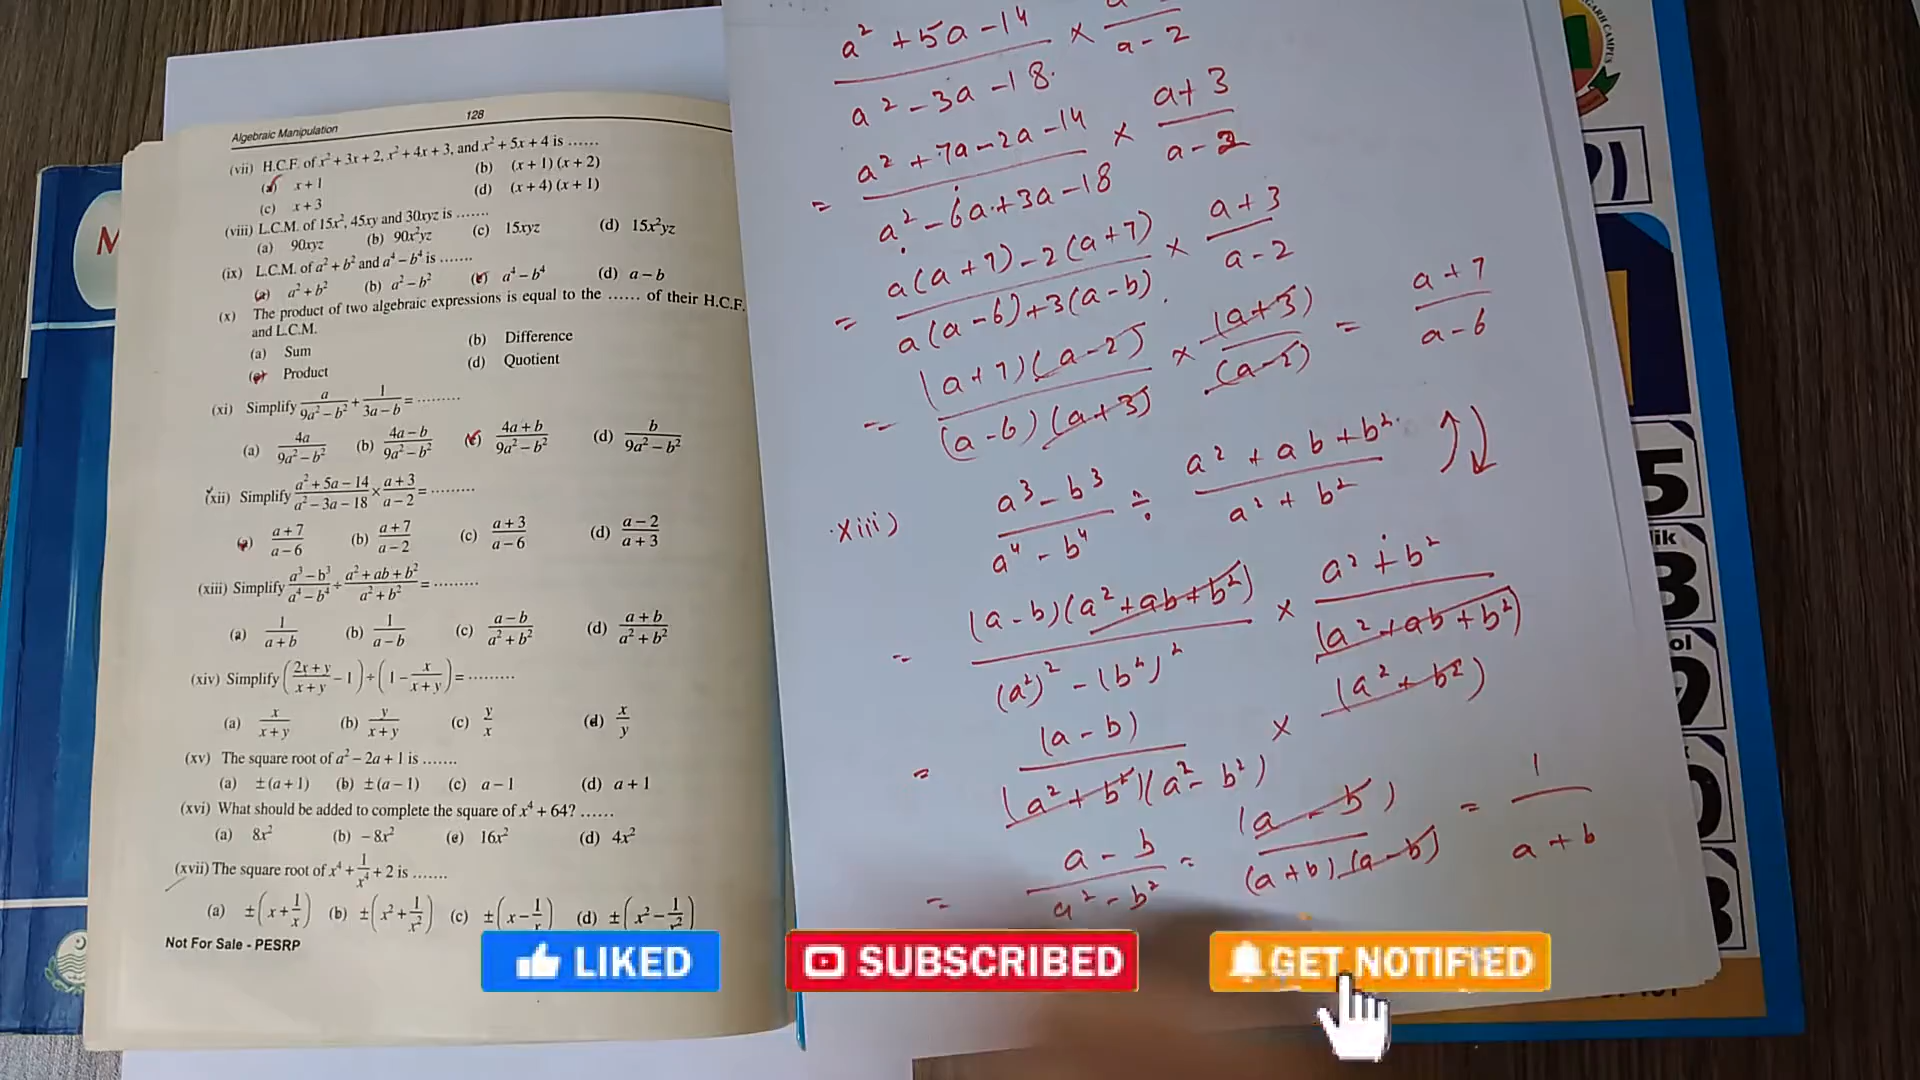 Algebraic Manipulation 128
(vii) H.C.F. of x² + 3x + 2, x² + 4x + 3, and x² + 5x + 4 is ......
(a) x + 1 (b) (x + 1) (x + 2)
(c) x + 3 (d) (x + 4) (x + 1)
(viii) L.C.M. of 15x², 45xy and 30xyz is .......
(a) 90xyz (b) 90x²yz (c) 15xyz (d) 15x²yz
(ix) L.C.M. of a² + b² and a⁴ − b⁴ is .......
(a) a² + b² (b) a² − b² (c) a⁴ − b⁴ (d) a − b
(x) The product of two algebraic expressions is equal to the ...... of their H.C.F.
and L.C.M.
(a) Sum (b) Difference
(c) Product (d) Quotient
(xi) Simplify a/(9a² − b²) + 1/(3a − b) = .........
(a) 4a/(9a² − b²) (b) (4a − b)/(9a² − b²) (c) (4a + b)/(9a² − b²) (d) b/(9a² − b²)
(xii) Simplify (a² + 5a − 14)/(a² − 3a − 18) × (a + 3)/(a − 2) = .........
(a) (a + 7)/(a − 6) (b) (a + 7)/(a − 2) (c) (a + 3)/(a − 6) (d) (a − 2)/(a + 3)
(xiii) Simplify (a³ − b³)/(a⁴ − b⁴) ÷ (a² + ab + b²)/(a² + b²) = .........
(a) 1/(a + b) (b) 1/(a − b) (c) (a − b)/(a² + b²) (d) (a + b)/(a² + b²)
(xiv) Simplify ((2x + y)/(x + y) − 1) ÷ (1 − x/(x + y)) = .........
(a) x/(x + y) (b) y/(x + y) (c) y/x (d) x/y
(xv) The square root of a² − 2a + 1 is .......
(a) ± (a + 1) (b) ± (a − 1) (c) a − 1 (d) a + 1
(xvi) What should be added to complete the square of x⁴ + 64? ......
(a) 8x² (b) − 8x² (c) 16x² (d) 4x²
(xvii) The square root of x⁴ + 1/x⁴ + 2 is .......
(a) ± (x + 1/x) (b) ± (x² + 1/x²) (c) ± (x − 1/x) (d) ± (x² − 1/x²)
Not For Sale - PESRP
(a² + 5a − 14)/(a² − 3a − 18) × /(a − 2)
= (a² + 7a − 2a − 14)/(a² − 6a + 3a − 18) × (a + 3)/(a − 2)
= (a(a + 7) − 2(a + 7))/(a(a − 6) + 3(a − 6)) × (a + 3)/(a − 2)
= ((a + 7)(a − 2))/((a − 6)(a + 3)) × (a + 3)/(a − 2) = (a + 7)/(a − 6)
xiii) (a³ − b³)/(a⁴ − b⁴) ÷ (a² + ab + b²)/(a² + b²)
= ((a − b)(a² + ab + b²))/((a²)² − (b²)²) × (a² + b²)/(a² + ab + b²)
= (a − b)/((a² + b²)(a² − b²)) × (a² + b²)
= (a − b)/(a² − b²) = (a − b)/((a + b)(a − b)) = 1/(a + b)
LIKED SUBSCRIBED GET NOTIFIED